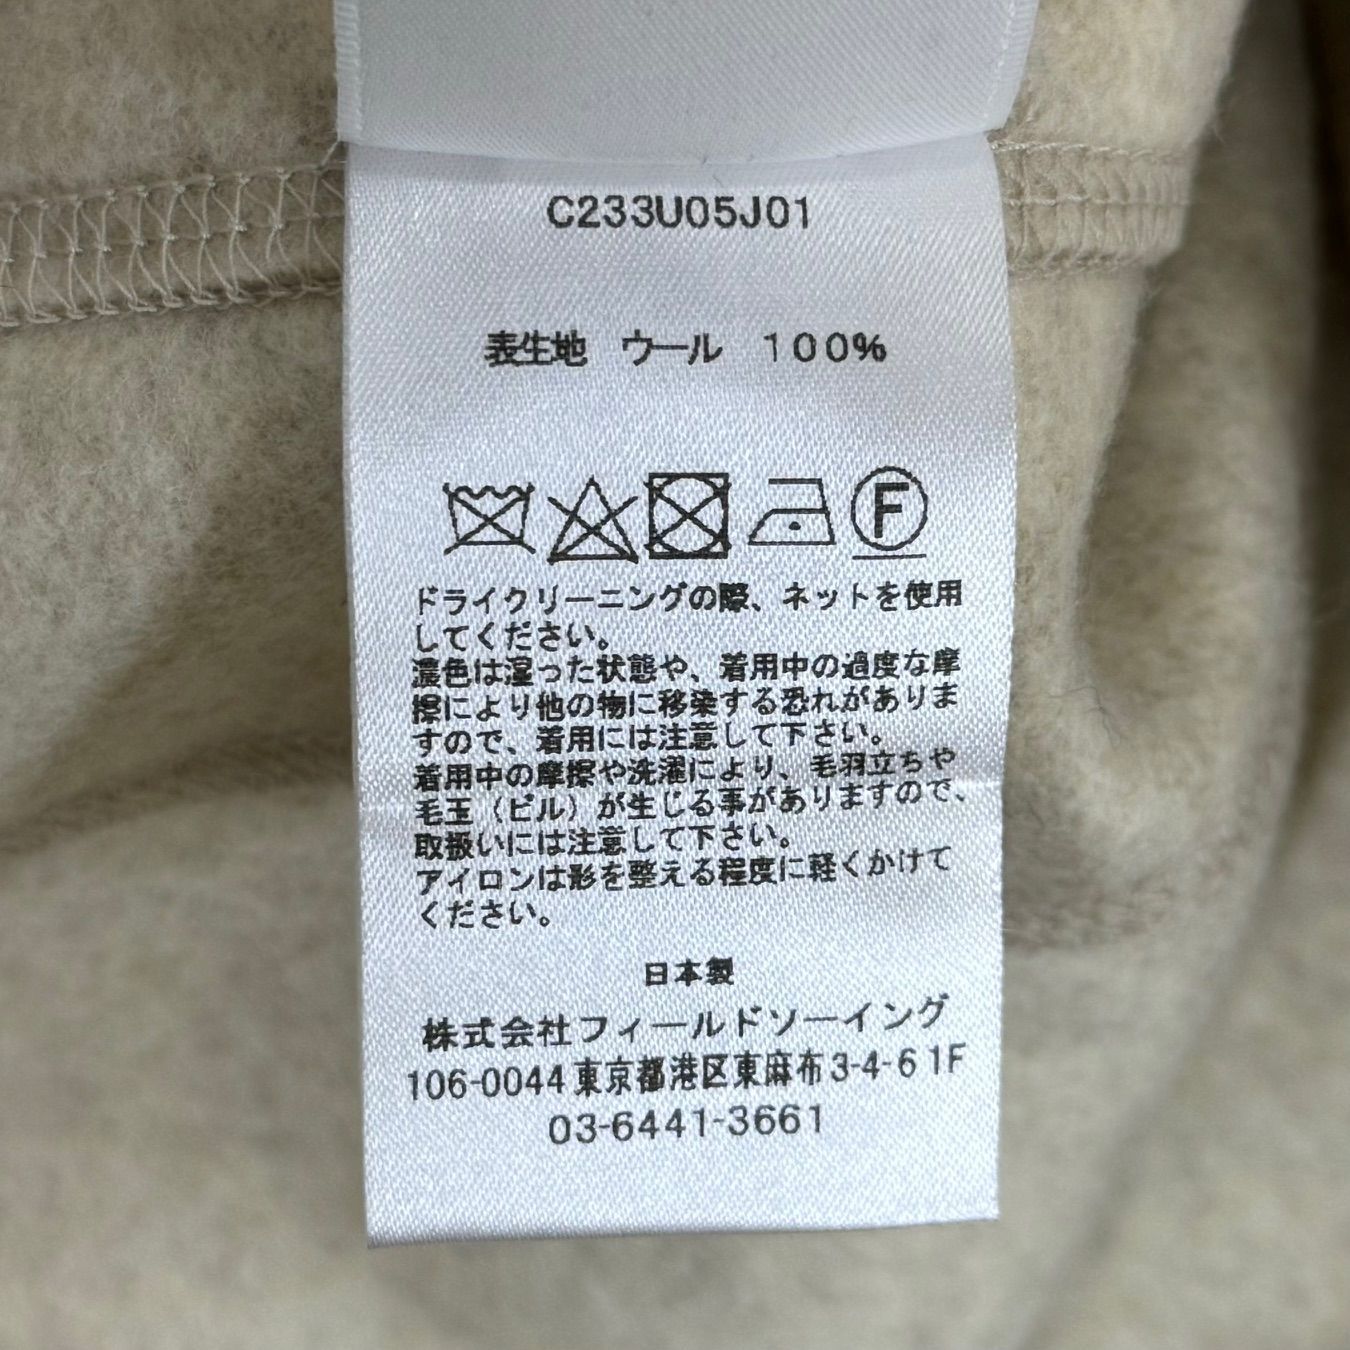 C233U05J01
表生地 ウール 100%
F
ドライクリーニングの際、ネットを使用
してください。
濃色は湿った状態や、着用中の過度な摩
擦により他の物に移染する恐れがありま
すので、着用には注意して下さい。
着用中の摩擦や洗濯により、毛羽立ちや
毛玉（ピル）が生じる事がありますので、
取扱いには注意して下さい。
アイロンは形を整える程度に軽くかけて
ください。
日本製
株式会社フィールドソーイング
106-0044 東京都港区東麻布3-4-6 1F
03-6441-3661